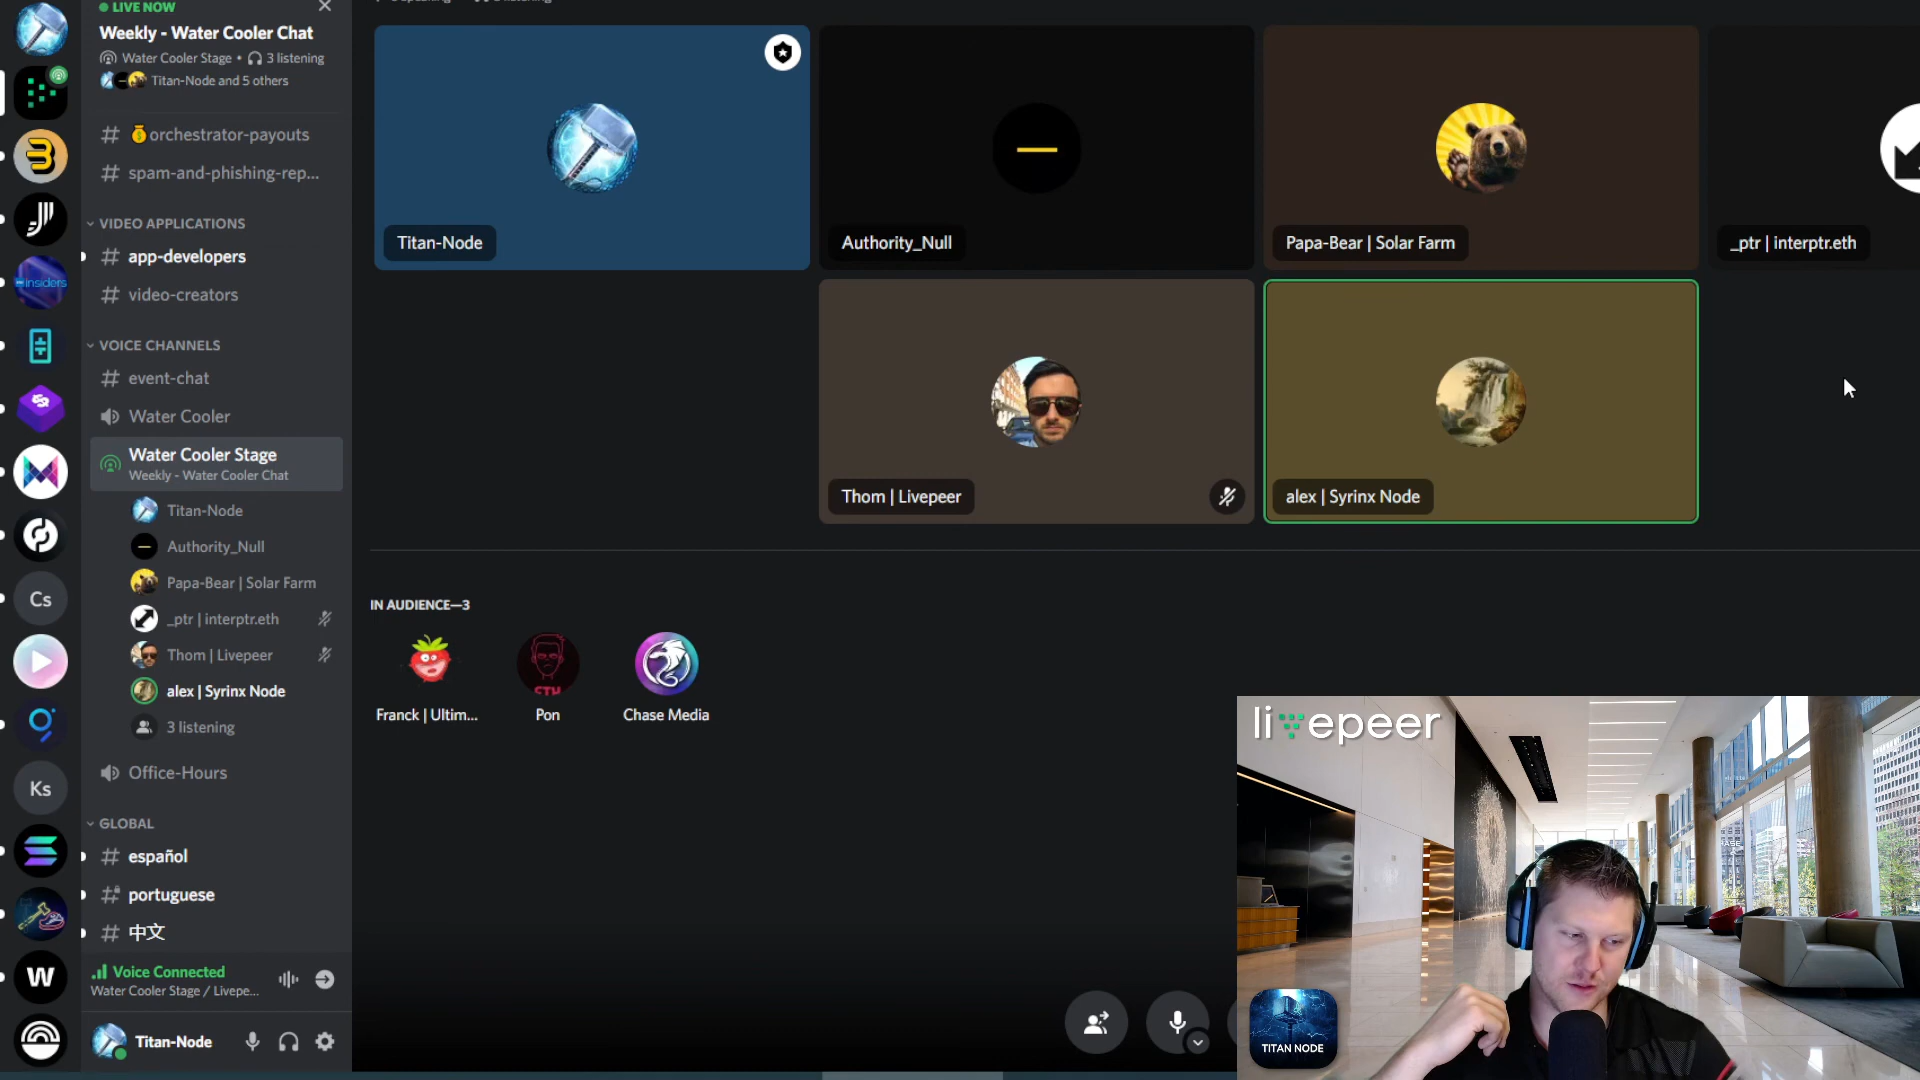 LIVE NOW
Weekly - Water Cooler Chat
Water Cooler Stage • 3 listening
Titan-Node and 5 others
# 💰orchestrator-payouts
# spam-and-phishing-rep...
VIDEO APPLICATIONS
# app-developers
# video-creators
VOICE CHANNELS
# event-chat
Water Cooler
Water Cooler Stage
Weekly - Water Cooler Chat
Titan-Node
Authority_Null
Papa-Bear | Solar Farm
_ptr | interptr.eth
Thom | Livepeer
alex | Syrinx Node
3 listening
Office-Hours
GLOBAL
# español
# portuguese
# 中文
Voice Connected
Water Cooler Stage / Livepe...
Titan-Node
insiders
Cs
Ks
W
Titan-Node
Authority_Null
Papa-Bear | Solar Farm
_ptr | interptr.eth
Thom | Livepeer
alex | Syrinx Node
IN AUDIENCE—3
Franck | Ultim...
Pon
Chase Media
livepeer
TITAN NODE